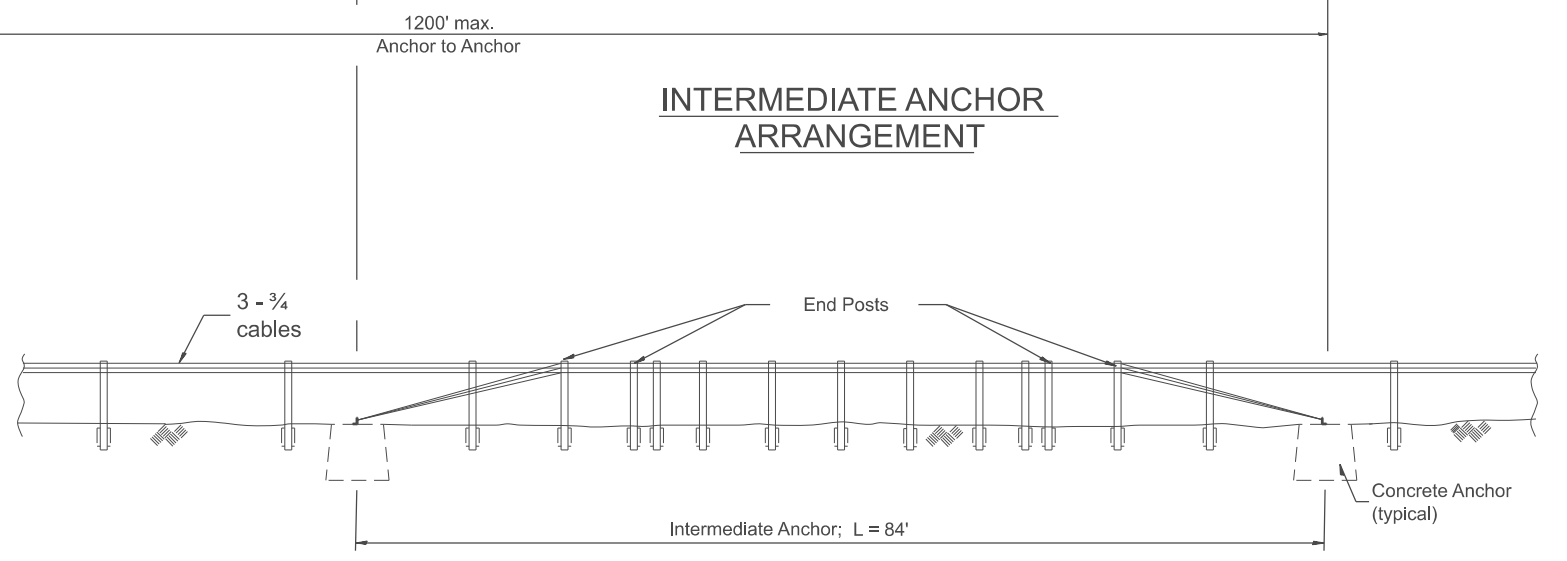 1200' max.
Anchor to Anchor
INTERMEDIATE ANCHOR
ARRANGEMENT
3 - ¾
cables
End Posts
Concrete Anchor
(typical)
Intermediate Anchor; L = 84'